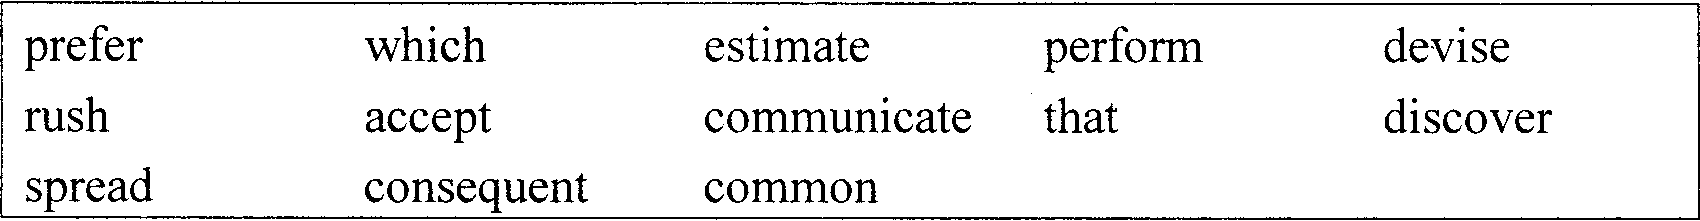 prefer which estimate perform devise
rush accept communicate that discover
spread consequent common